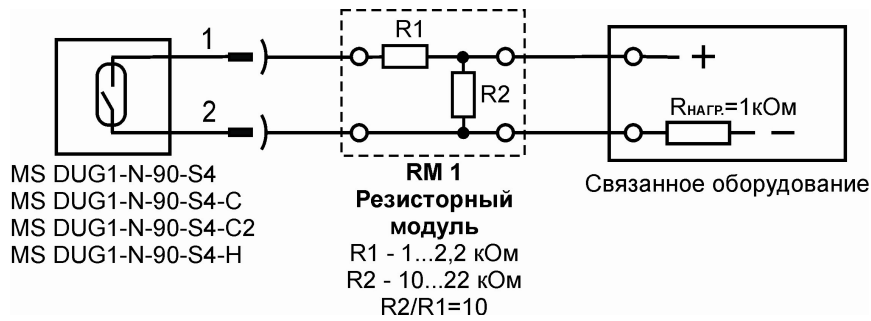 1
2
MS DUG1-N-90-S4
MS DUG1-N-90-S4-C
MS DUG1-N-90-S4-C2
MS DUG1-N-90-S4-H
R1
R2
RM 1
Резисторный
модуль
R1 - 1...2,2 кОм
R2 - 10...22 кОм
R2/R1=10
+
RНАГР.=1кОм
Связанное оборудование